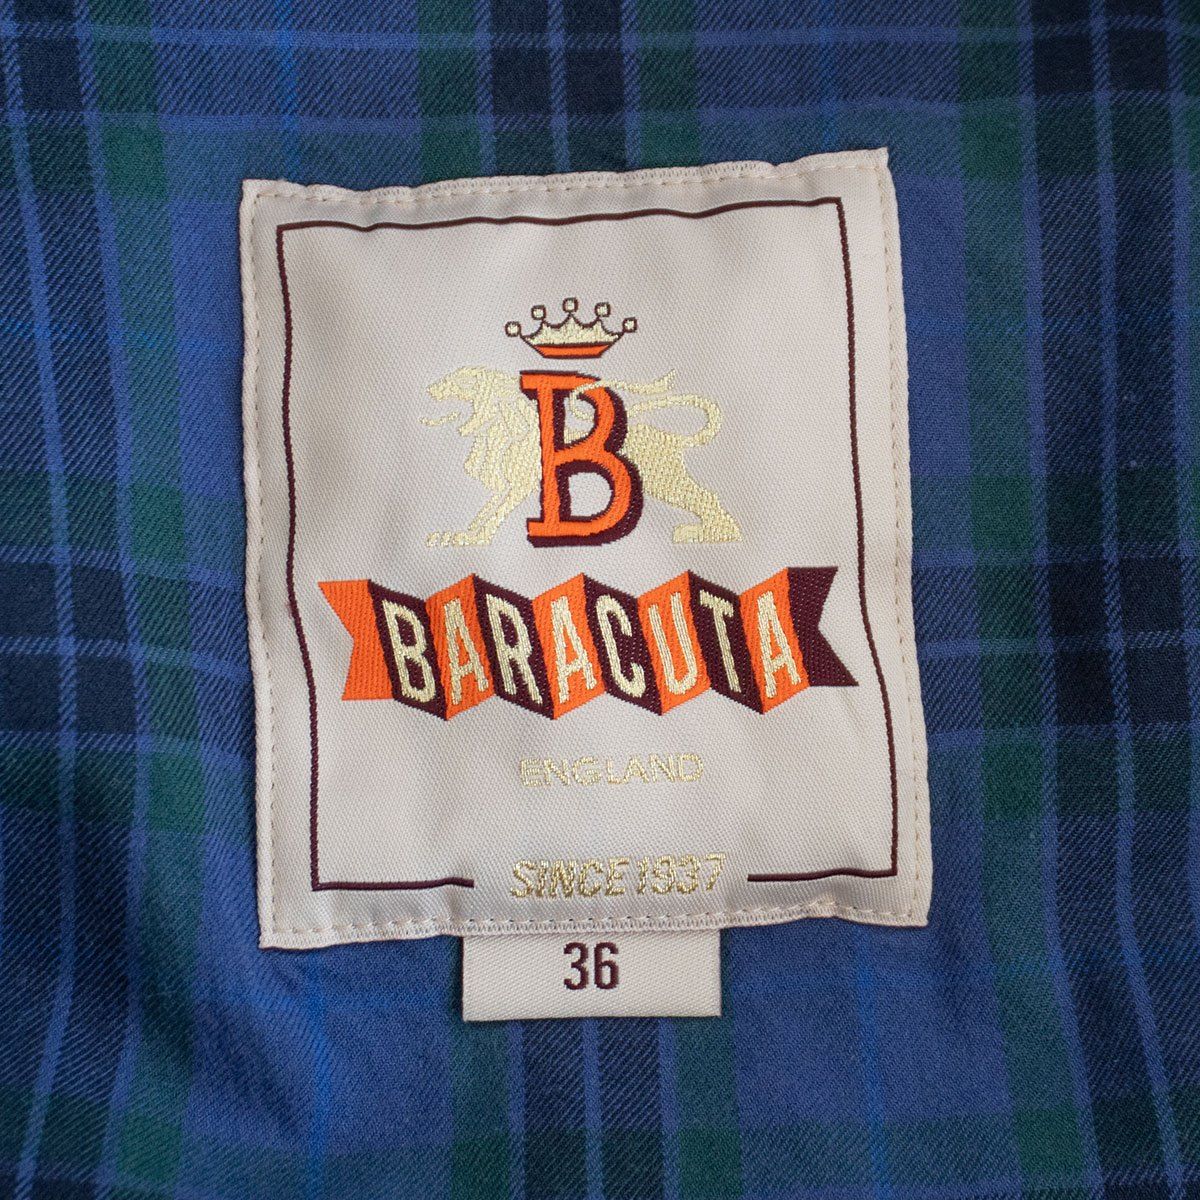 B
BARACUTA
ENGLAND
SINCE 1937
36